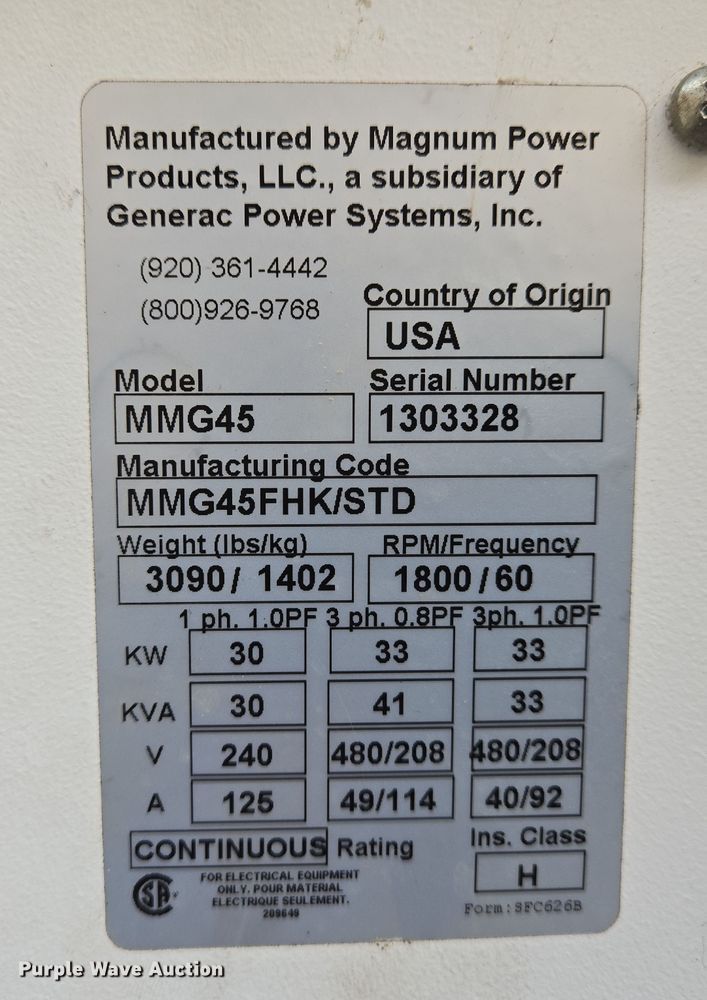 Manufactured by Magnum Power
Products, LLC., a subsidiary of
Generac Power Systems, Inc.
(920) 361-4442
(800)926-9768
Country of Origin
USA
Model
Serial Number
MMG45
1303328
Manufacturing Code
MMG45FHK/STD
Weight (lbs/kg)
RPM/Frequency
3090/ 1402
1800/60
1 ph. 1.0PF 3 ph. 0.8PF 3ph. 1.0PF
KW 30 33 33
KVA 30 41 33
V 240 480/208 480/208
A 125 49/114 40/92
CONTINUOUS Rating
Ins. Class
H
SA
FOR ELECTRICAL EQUIPMENT
ONLY. POUR MATERIAL
ELECTRIQUE SEULEMENT.
209649
Form:SFC626B
Purple Wave Auction